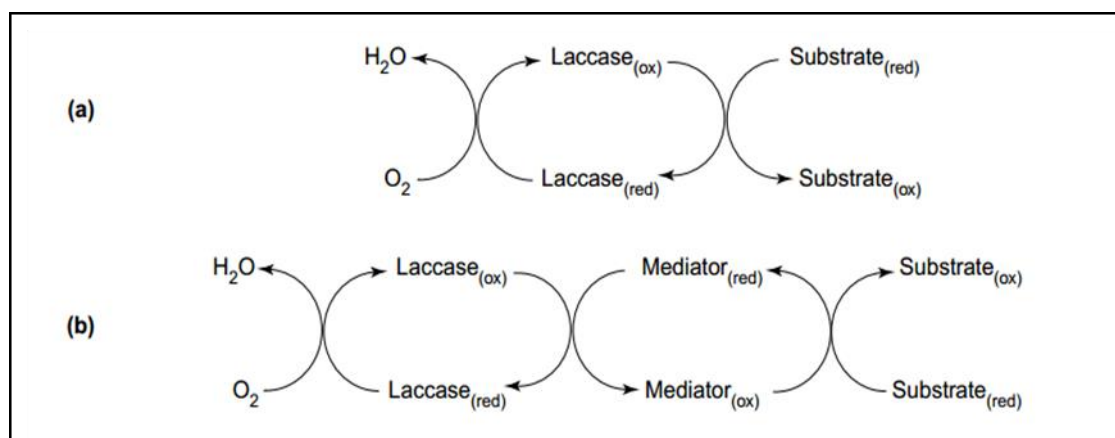 H₂O Laccase(ox) Substrate(red)
(a)
O₂ Laccase(red) Substrate(ox)
H₂O Laccase(ox) Mediator(red) Substrate(ox)
(b)
O₂ Laccase(red) Mediator(ox) Substrate(red)